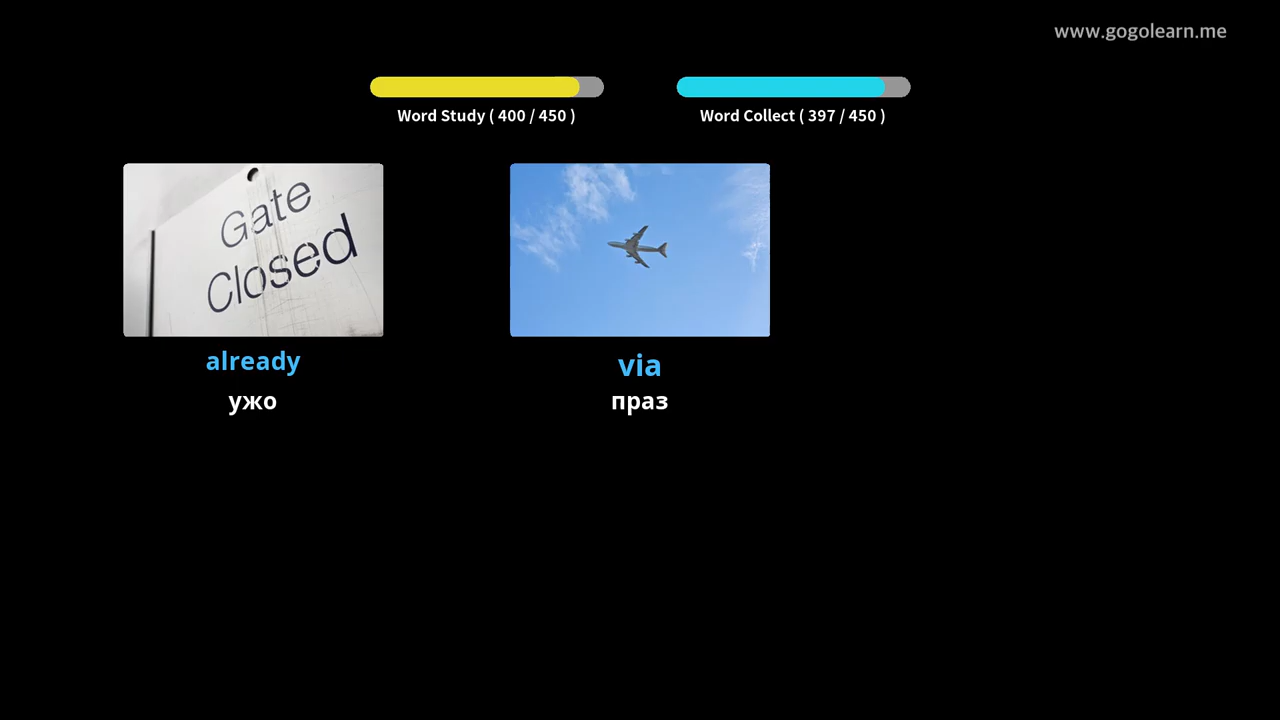 www.gogolearn.me
Word Study ( 400 / 450 )
Word Collect ( 397 / 450 )
Gate
Closed
already
ужо
via
праз